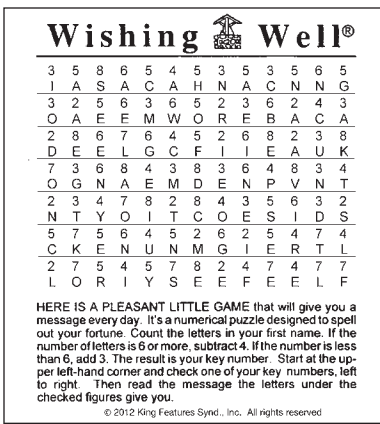 Wishing Well®
3 5 8 6 5 4 5 3 5 3 5 6 5
I A S A C A H N A C N N G
3 2 5 6 3 6 5 2 3 6 2 4 3
O A E E M W O R E B A C A
2 8 6 7 6 4 5 2 6 8 2 3 8
D E E L G C F I I E A U K
7 3 6 8 4 3 8 3 6 4 8 3 4
O G N A E M D E N P V N T
2 3 4 7 8 2 8 4 3 5 6 3 2
N T Y O I T C O E S I D S
5 7 5 6 4 5 2 6 2 5 4 7 4
C K E N U N M G I E R T L
2 7 5 4 5 7 8 2 4 7 4 7 7
L O R I Y S E E F E E L F
HERE IS A PLEASANT LITTLE GAME that will give you a
message every day. It's a numerical puzzle designed to spell
out your fortune. Count the letters in your first name. If the
number of letters is 6 or more, subtract 4. If the number is less
than 6, add 3. The result is your key number. Start at the up-
per left-hand corner and check one of your key numbers, left
to right. Then read the message the letters under the
checked figures give you.
© 2012 King Features Synd., Inc. All rights reserved